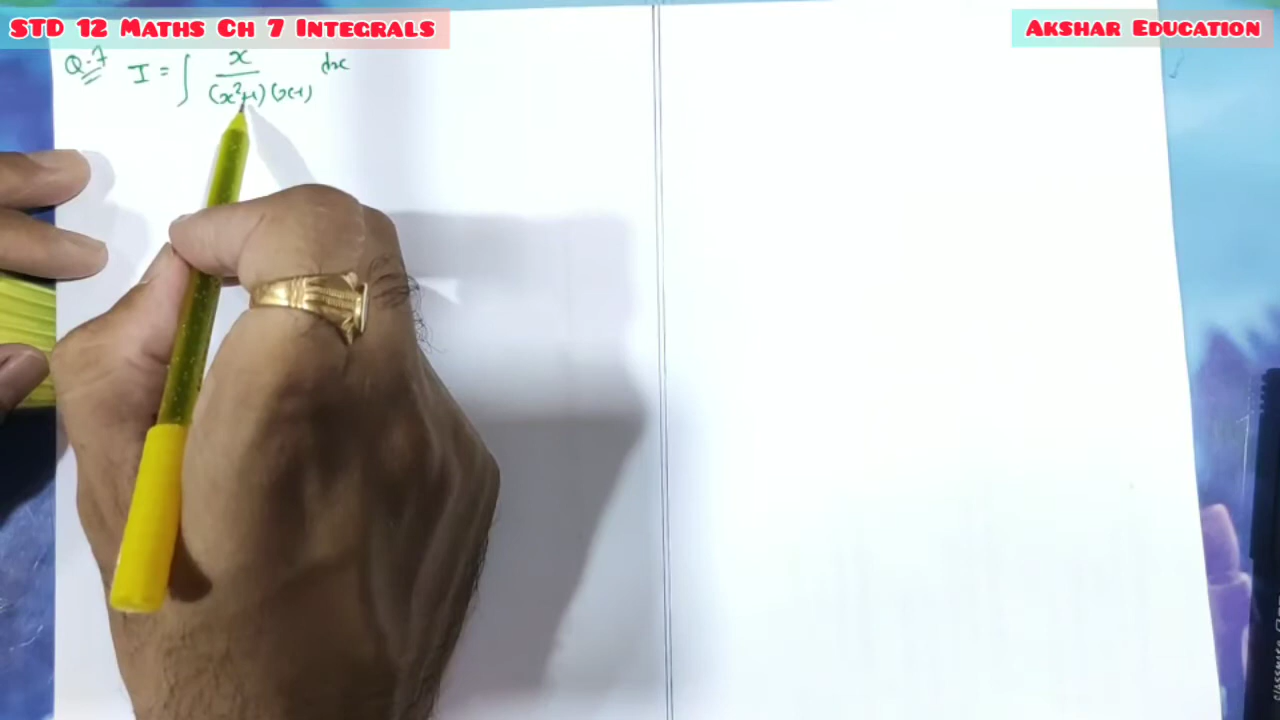 STD 12 Maths Ch 7 Integrals
Akshar Education
Q.7 I = ∫ x / (x²+1)(x-1) dx